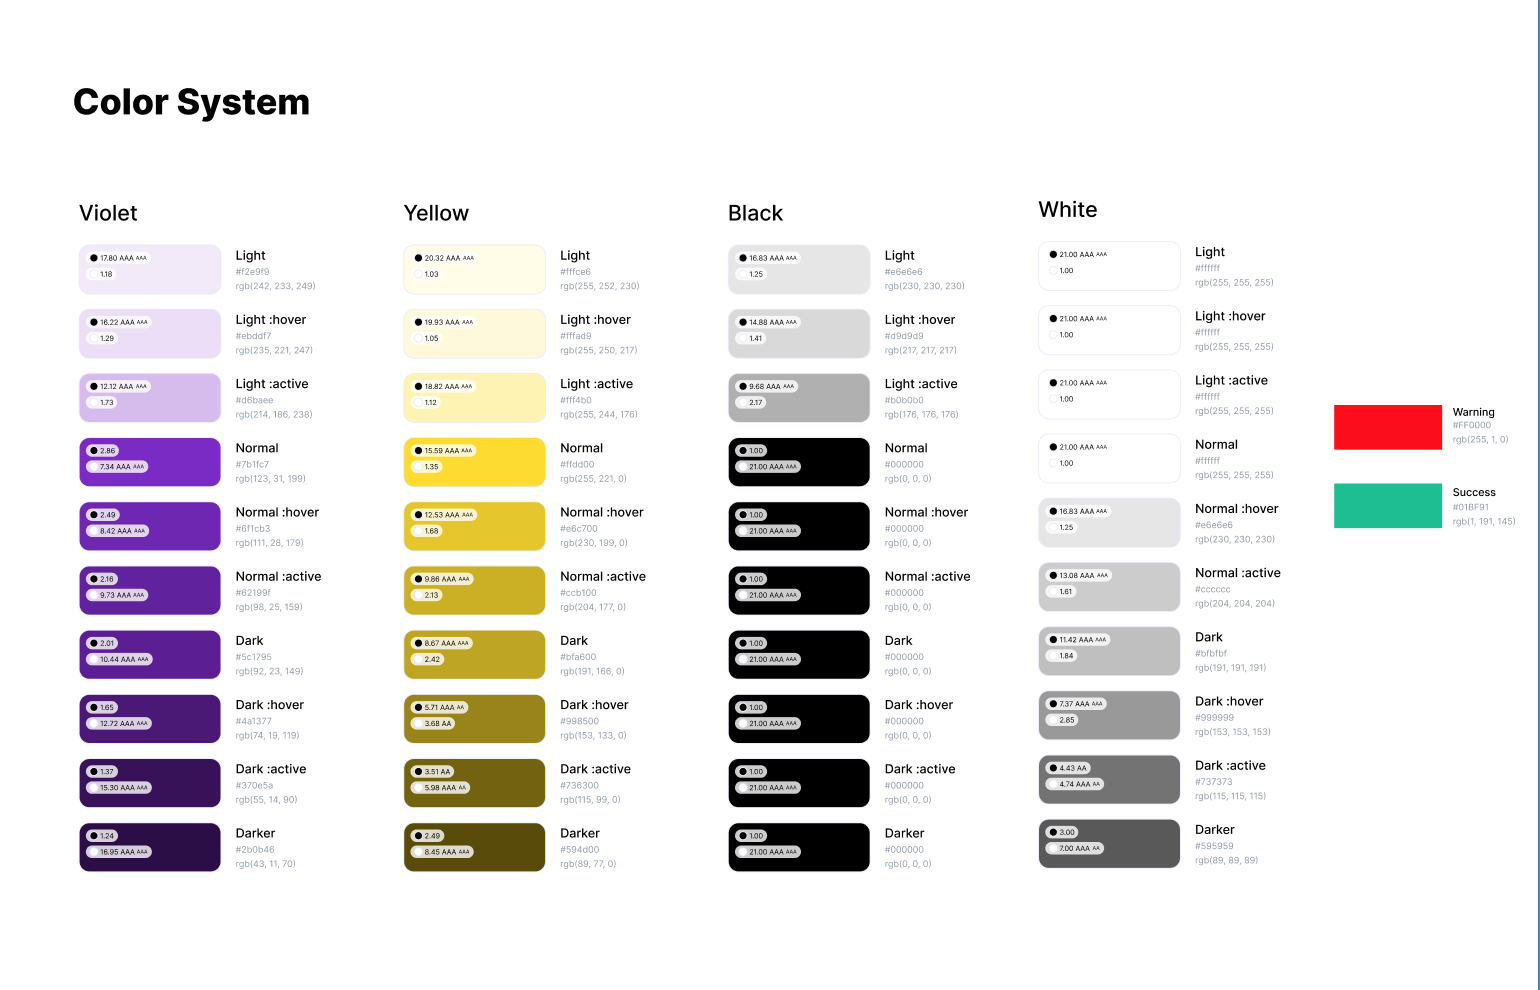 Color System
Violet
17.80 AAA AAA
1.18
Light
#f2e9f9
rgb(242, 233, 249)
16.22 AAA AAA
1.29
Light :hover
#ebddf7
rgb(235, 221, 247)
12.12 AAA AAA
1.73
Light :active
#d6baee
rgb(214, 186, 238)
2.86
7.34 AAA AAA
Normal
#7b1fc7
rgb(123, 31, 199)
2.49
8.42 AAA AAA
Normal :hover
#6f1cb3
rgb(111, 28, 179)
2.16
9.73 AAA AAA
Normal :active
#62199f
rgb(98, 25, 159)
2.01
10.44 AAA AAA
Dark
#5c1795
rgb(92, 23, 149)
1.65
12.72 AAA AAA
Dark :hover
#4a1377
rgb(74, 19, 119)
1.37
15.30 AAA AAA
Dark :active
#370e5a
rgb(55, 14, 90)
1.24
16.95 AAA AAA
Darker
#2b0b46
rgb(43, 11, 70)
Yellow
20.32 AAA AAA
1.03
Light
#fffce6
rgb(255, 252, 230)
19.93 AAA AAA
1.05
Light :hover
#fffad9
rgb(255, 250, 217)
18.82 AAA AAA
1.12
Light :active
#fff4b0
rgb(255, 244, 176)
15.59 AAA AAA
1.35
Normal
#ffdd00
rgb(255, 221, 0)
12.53 AAA AAA
1.68
Normal :hover
#e6c700
rgb(230, 199, 0)
9.86 AAA AAA
2.13
Normal :active
#ccb100
rgb(204, 177, 0)
8.67 AAA AAA
2.42
Dark
#bfa600
rgb(191, 166, 0)
5.71 AAA AA
3.68 AA
Dark :hover
#998500
rgb(153, 133, 0)
3.51 AA
5.98 AAA AA
Dark :active
#736300
rgb(115, 99, 0)
2.49
8.45 AAA AAA
Darker
#594d00
rgb(89, 77, 0)
Black
16.83 AAA AAA
1.25
Light
#e6e6e6
rgb(230, 230, 230)
14.88 AAA AAA
1.41
Light :hover
#d9d9d9
rgb(217, 217, 217)
9.68 AAA AAA
2.17
Light :active
#b0b0b0
rgb(176, 176, 176)
1.00
21.00 AAA AAA
Normal
#000000
rgb(0, 0, 0)
1.00
21.00 AAA AAA
Normal :hover
#000000
rgb(0, 0, 0)
1.00
21.00 AAA AAA
Normal :active
#000000
rgb(0, 0, 0)
1.00
21.00 AAA AAA
Dark
#000000
rgb(0, 0, 0)
1.00
21.00 AAA AAA
Dark :hover
#000000
rgb(0, 0, 0)
1.00
21.00 AAA AAA
Dark :active
#000000
rgb(0, 0, 0)
1.00
21.00 AAA AAA
Darker
#000000
rgb(0, 0, 0)
White
21.00 AAA AAA
1.00
Light
#ffffff
rgb(255, 255, 255)
21.00 AAA AAA
1.00
Light :hover
#ffffff
rgb(255, 255, 255)
21.00 AAA AAA
1.00
Light :active
#ffffff
rgb(255, 255, 255)
21.00 AAA AAA
1.00
Normal
#ffffff
rgb(255, 255, 255)
16.83 AAA AAA
1.25
Normal :hover
#e6e6e6
rgb(230, 230, 230)
13.08 AAA AAA
1.61
Normal :active
#cccccc
rgb(204, 204, 204)
11.42 AAA AAA
1.84
Dark
#bfbfbf
rgb(191, 191, 191)
7.37 AAA AAA
2.85
Dark :hover
#999999
rgb(153, 153, 153)
4.43 AA
4.74 AAA AA
Dark :active
#737373
rgb(115, 115, 115)
3.00
7.00 AAA AA
Darker
#595959
rgb(89, 89, 89)
Warning
#FF0000
rgb(255, 1, 0)
Success
#01BF91
rgb(1, 191, 145)